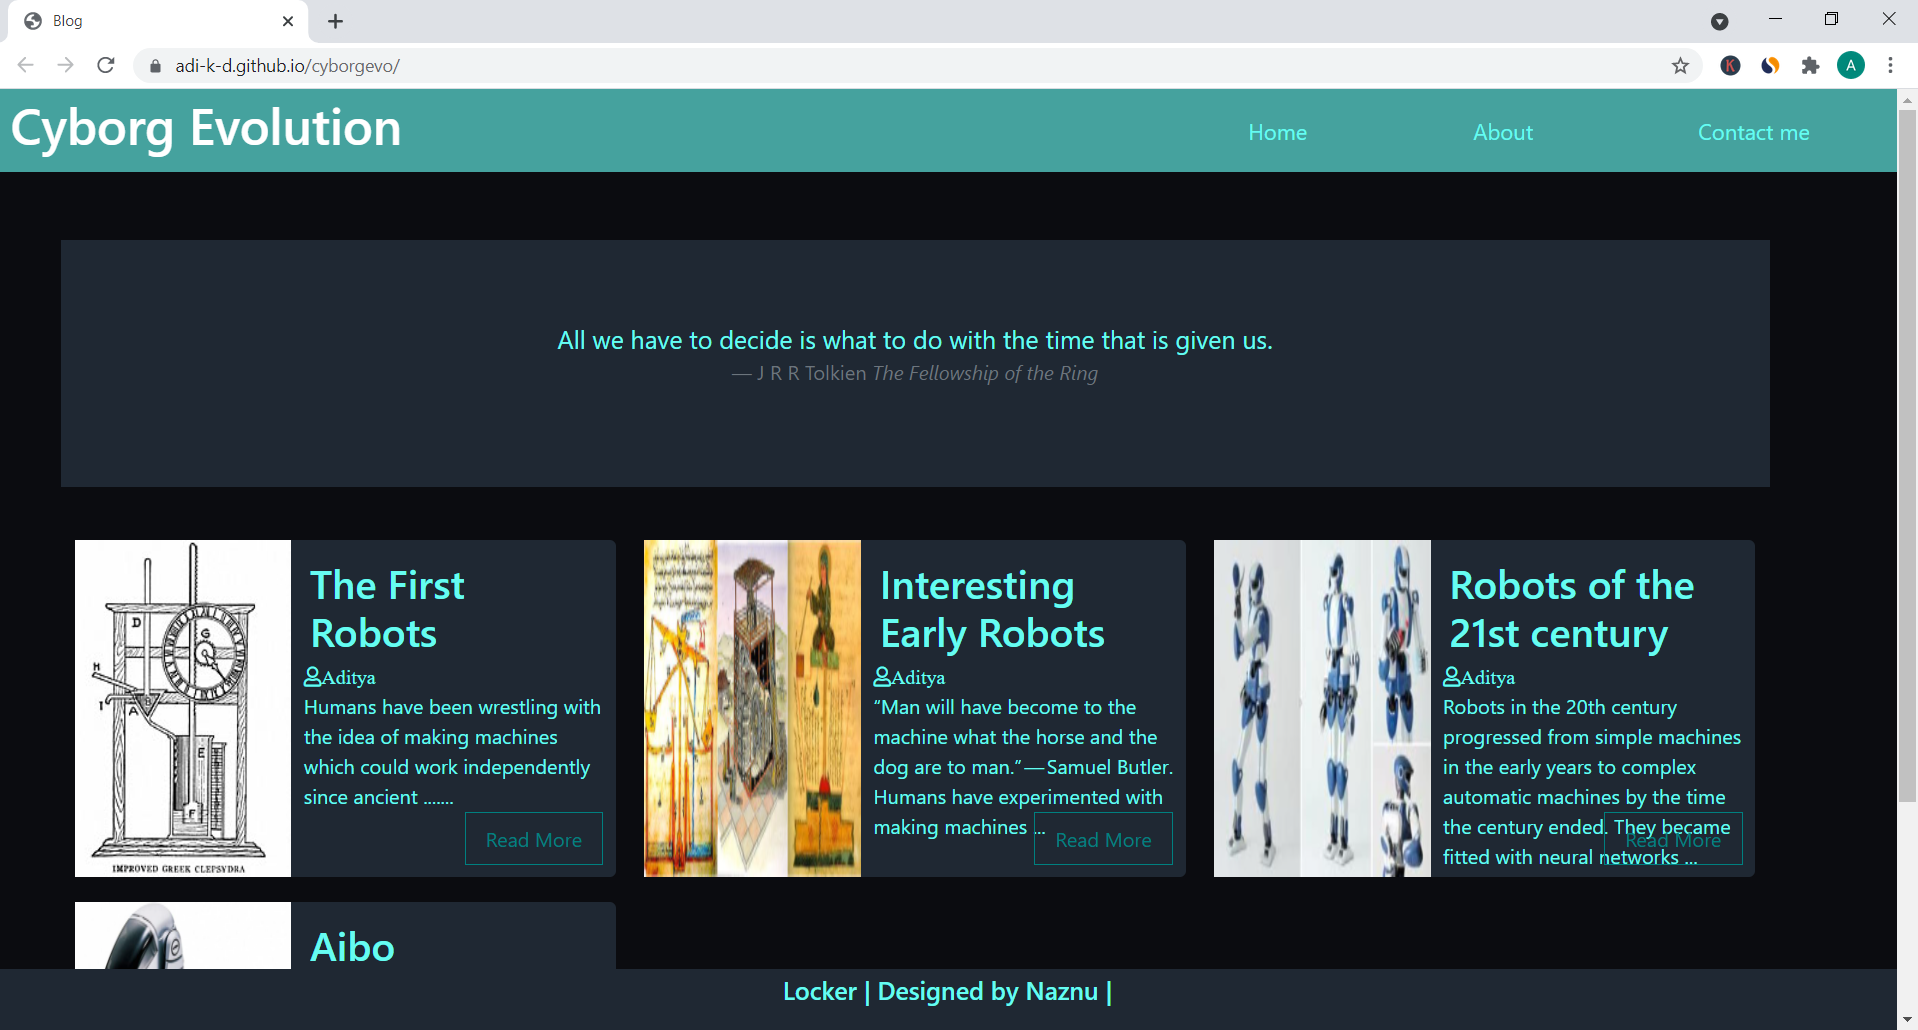 Blog
adi-k-d.github.io/cyborgevo/
K
A
Cyborg Evolution
Home
About
Contact me
All we have to decide is what to do with the time that is given us.
— J R R Tolkien The Fellowship of the Ring
D
G
H
I
A
B
E
F
IMPROVED GREEK CLEPSYDRA
The First
Robots
Aditya
Humans have been wrestling with
the idea of making machines
which could work independently
since ancient .......
Read More
Interesting
Early Robots
Aditya
“Man will have become to the
machine what the horse and the
dog are to man.” — Samuel Butler.
Humans have experimented with
making machines ...
Read More
Robots of the
21st century
Aditya
Robots in the 20th century
progressed from simple machines
in the early years to complex
automatic machines by the time
the century ended. They became
fitted with neural networks ...
Read More
Aibo
Locker | Designed by Naznu |